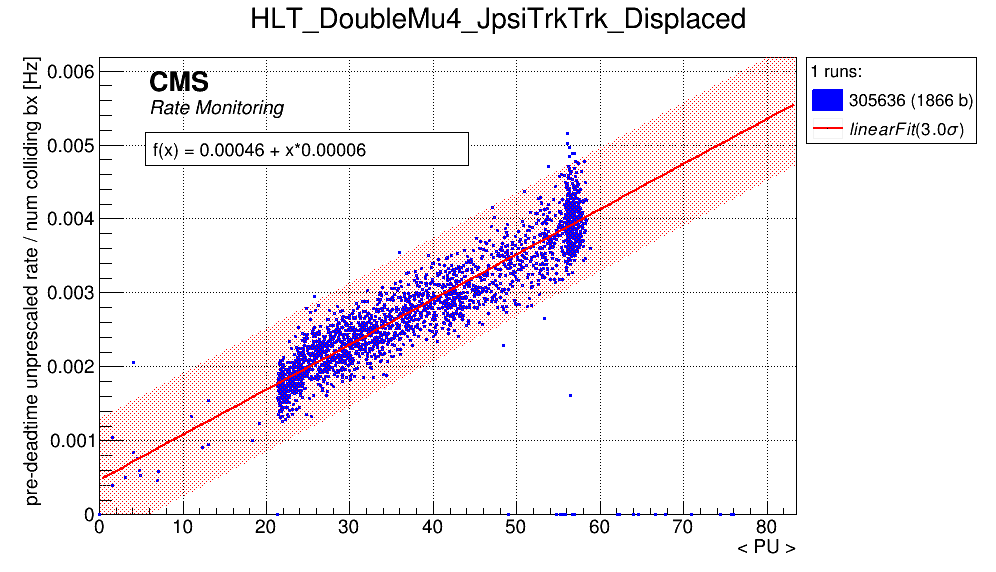 HLT_DoubleMu4_JpsiTrkTrk_Displaced
pre-deadtime unprescaled rate / num colliding bx [Hz]
0.006
0.005
0.004
0.003
0.002
0.001
0
CMS
Rate Monitoring
f(x) = 0.00046 + x*0.00006
1 runs:
305636 (1866 b)
linearFit(3.0σ)
0 10 20 30 40 50 60 70 80
< PU >